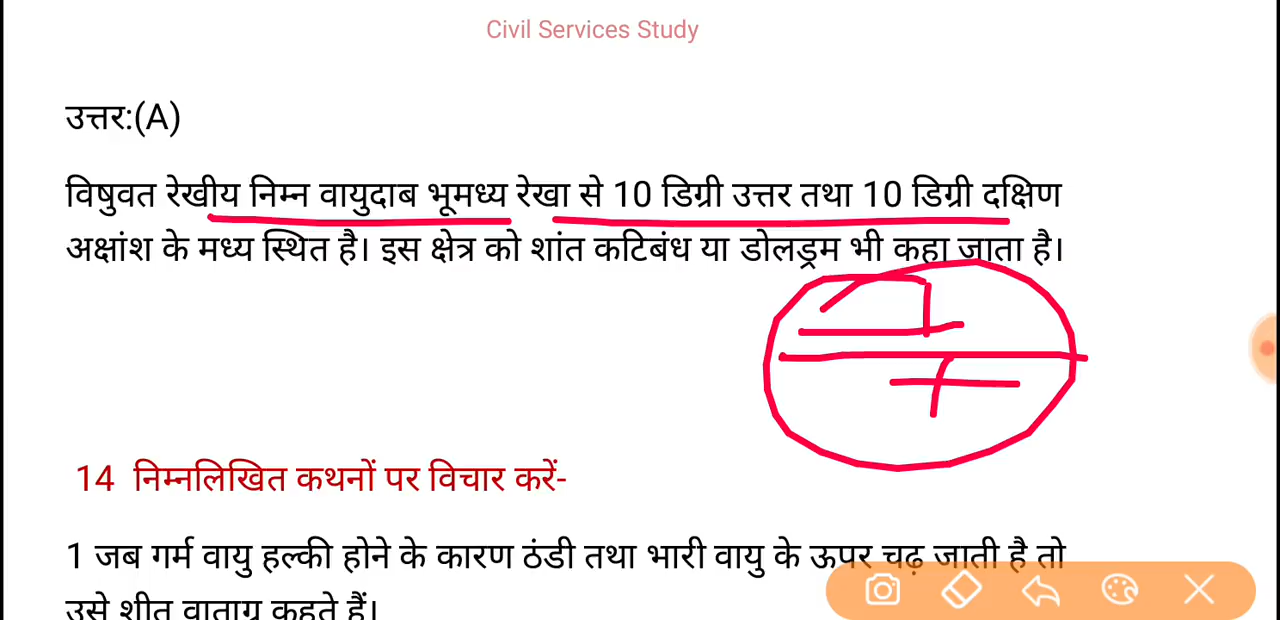 Civil Services Study
उत्तर:(A)
विषुवत रेखीय निम्न वायुदाब भूमध्य रेखा से 10 डिग्री उत्तर तथा 10 डिग्री दक्षिण
अक्षांश के मध्य स्थित है। इस क्षेत्र को शांत कटिबंध या डोलड्रम भी कहा जाता है।
14 निम्नलिखित कथनों पर विचार करें-
1 जब गर्म वायु हल्की होने के कारण ठंडी तथा भारी वायु के ऊपर चढ़ जाती है तो
उसे शीत वाताग्र कहते हैं।